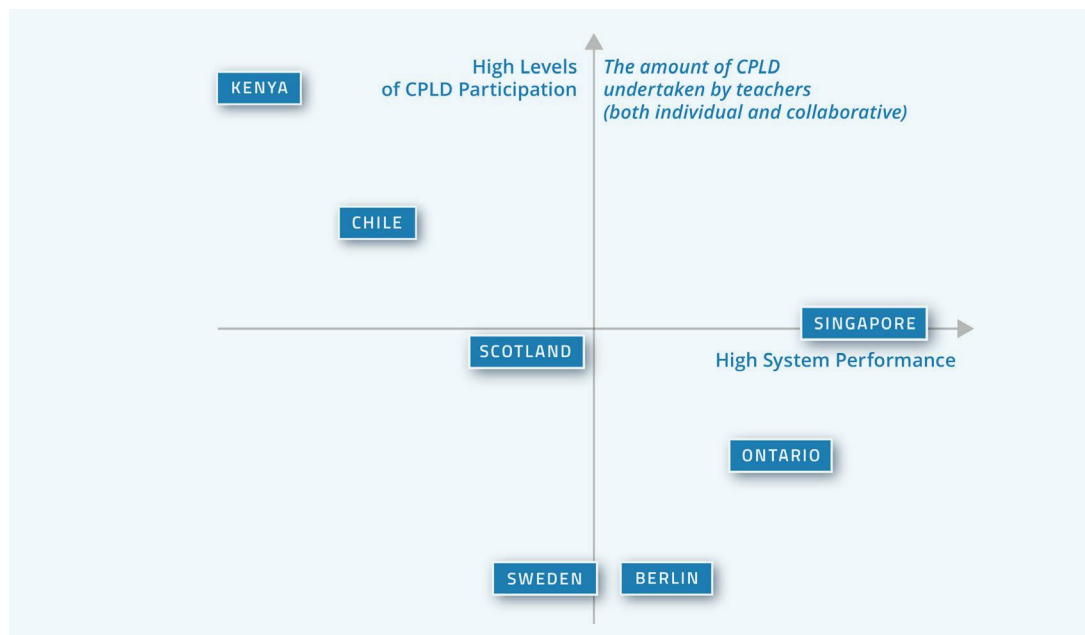 High Levels
of CPLD Participation
The amount of CPLD
undertaken by teachers
(both individual and collaborative)
KENYA
CHILE
SINGAPORE
SCOTLAND
High System Performance
ONTARIO
SWEDEN
BERLIN